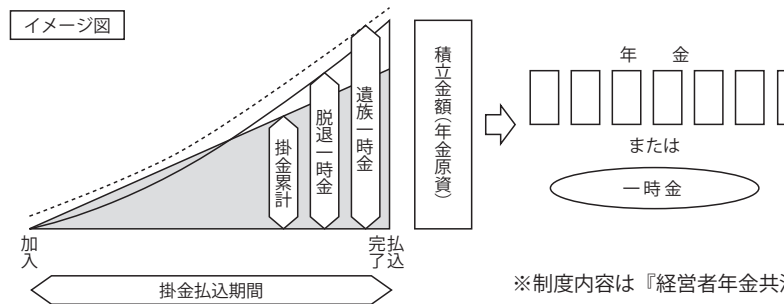 イメージ図
掛金累計
脱退一時金
遺族一時金
積立金額(年金原資)
年 金
または
一時金
加入
払込完了
掛金払込期間
※制度内容は『経営者年金共